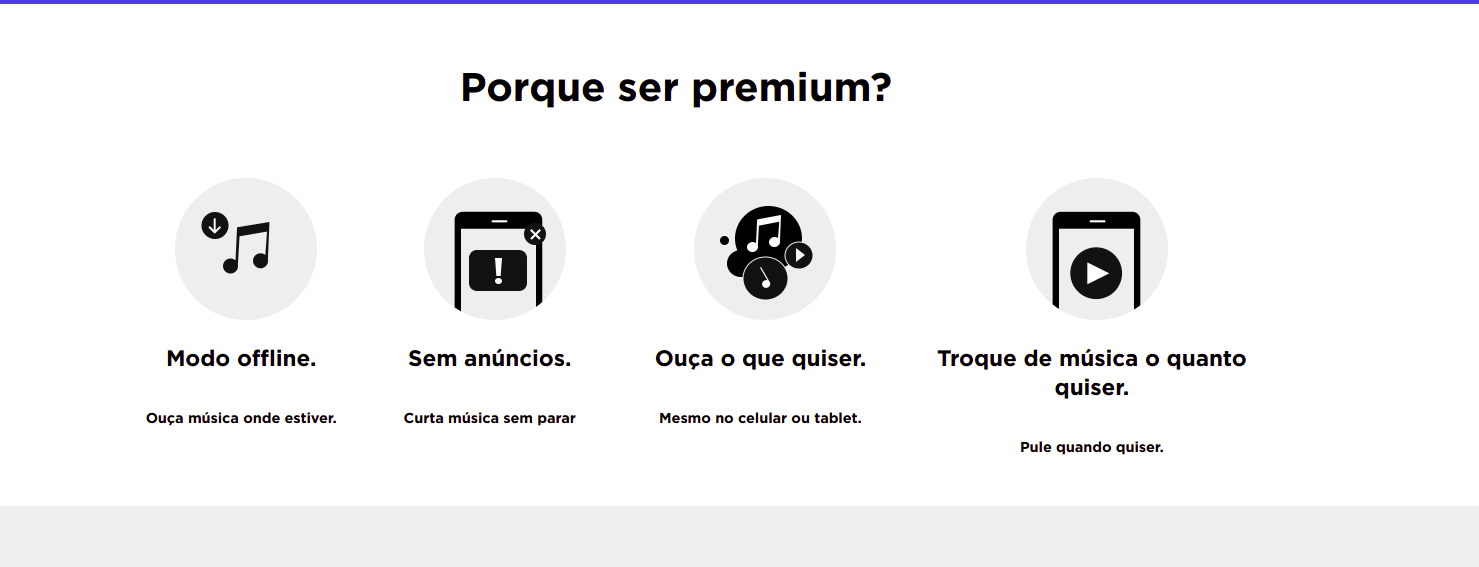 Porque ser premium?
Modo offline.
Ouça música onde estiver.
Sem anúncios.
Curta música sem parar
Ouça o que quiser.
Mesmo no celular ou tablet.
Troque de música o quanto
quiser.
Pule quando quiser.